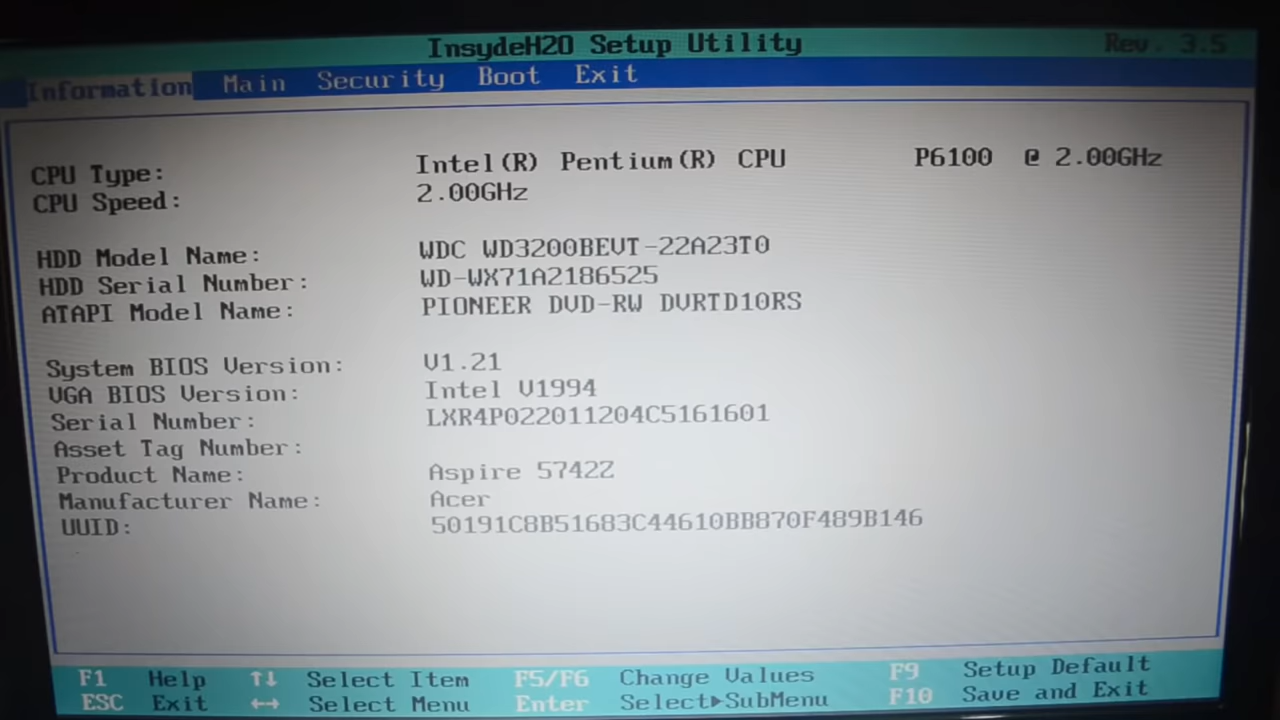 InsydeH20 Setup Utility Rev. 3.5
Information Main Security Boot Exit
CPU Type: Intel(R) Pentium(R) CPU P6100 @ 2.00GHz
CPU Speed: 2.00GHz
HDD Model Name: WDC WD3200BEVT-22A23T0
HDD Serial Number: WD-WX71A2186525
ATAPI Model Name: PIONEER DVD-RW DVRTD10RS
System BIOS Version: V1.21
VGA BIOS Version: Intel V1994
Serial Number: LXR4P022011204C5161601
Asset Tag Number:
Product Name: Aspire 5742Z
Manufacturer Name: Acer
UUID: 50191C8B51683C44610BB870F489B146
F1 Help ↑↓ Select Item F5/F6 Change Values F9 Setup Default
ESC Exit ↔ Select Menu Enter Select▶SubMenu F10 Save and Exit